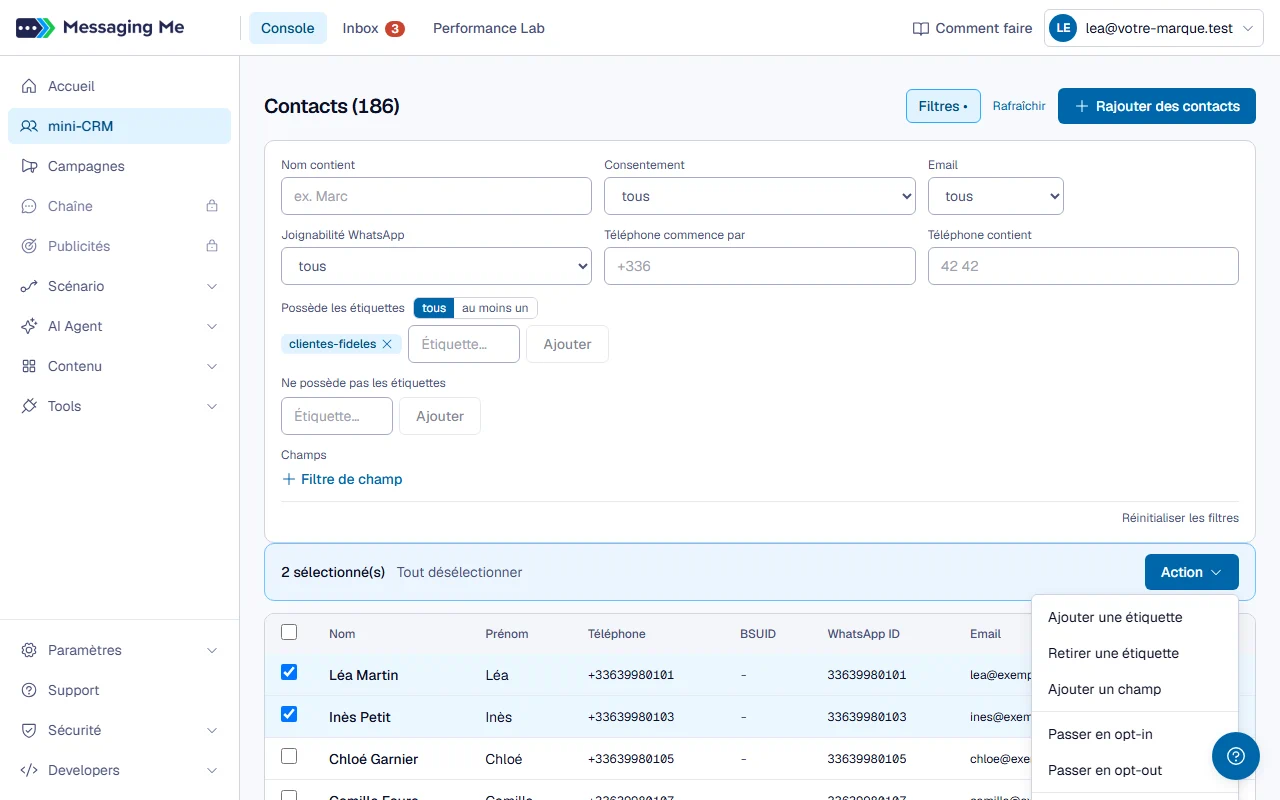 Messaging Me
Console
Inbox 3
Performance Lab
Comment faire
LE lea@votre-marque.test
Accueil
mini-CRM
Campagnes
Chaîne
Publicités
Scénario
AI Agent
Contenu
Tools
Paramètres
Support
Sécurité
Developers
Contacts (186)
Filtres •
Rafraîchir
Rajouter des contacts
Nom contient
Consentement
Email
ex. Marc
tous
tous
Joignabilité WhatsApp
Téléphone commence par
Téléphone contient
tous
+336
42 42
Possède les étiquettes tous au moins un
clientes-fideles Étiquette... Ajouter
Ne possède pas les étiquettes
Étiquette... Ajouter
Champs
Filtre de champ
Réinitialiser les filtres
2 sélectionné(s) Tout désélectionner
Action
Ajouter une étiquette
Retirer une étiquette
Ajouter un champ
Passer en opt-in
Passer en opt-out
Nom Prénom Téléphone BSUID WhatsApp ID Email
Léa Martin Léa +33639980101 - 33639980101 lea@exemp
Inès Petit Inès +33639980103 - 33639980103 ines@exem
Chloé Garnier Chloé +33639980105 - 33639980105 chloe@exe